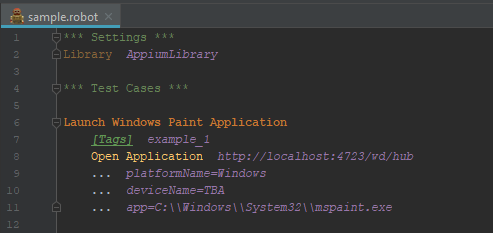 sample.robot
1 *** Settings ***
2 Library  AppiumLibrary
3
4 *** Test Cases ***
5
6 Launch Windows Paint Application
7 [Tags]  example_1
8 Open Application  http://localhost:4723/wd/hub
9 ...  platformName=Windows
10 ...  deviceName=TBA
11 ...  app=C:\\Windows\\System32\\mspaint.exe
12